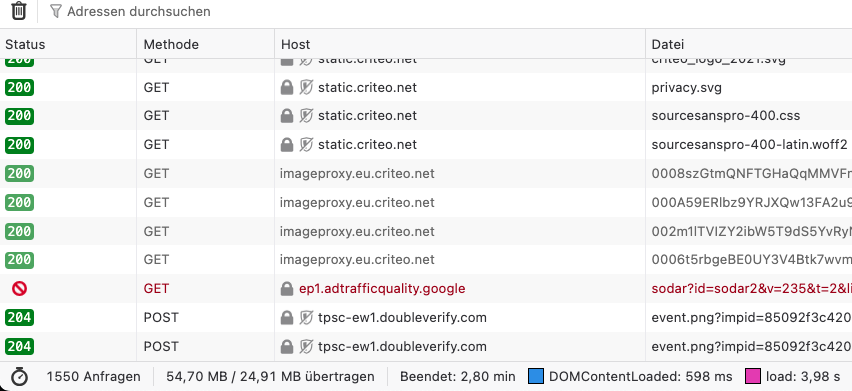 Adressen durchsuchen
Status Methode Host Datei
200 GET static.criteo.net criteo_logo_2021.svg
200 GET static.criteo.net privacy.svg
200 GET static.criteo.net sourcesanspro-400.css
200 GET static.criteo.net sourcesanspro-400-latin.woff2
200 GET imageproxy.eu.criteo.net
200 GET imageproxy.eu.criteo.net
200 GET imageproxy.eu.criteo.net
200 GET imageproxy.eu.criteo.net
GET ep1.adtrafficquality.google sodar?id=sodar2&v=235&t=2&li
204 POST tpsc-ew1.doubleverify.com event.png?impid=85092f3c420
204 POST tpsc-ew1.doubleverify.com event.png?impid=85092f3c420
1550 Anfragen 54,70 MB / 24,91 MB übertragen Beendet: 2,80 min DOMContentLoaded: 598 ms load: 3,98 s